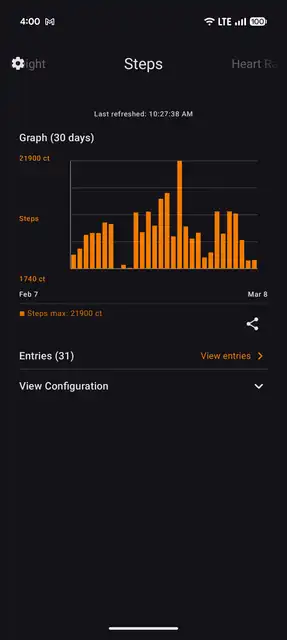 4:00 LTE 100
ight Steps Heart Ra
Last refreshed: 10:27:38 AM
Graph (30 days)
21900 ct
Steps
1740 ct
Feb 7 Mar 8
Steps max: 21900 ct
Entries (31) View entries
View Configuration